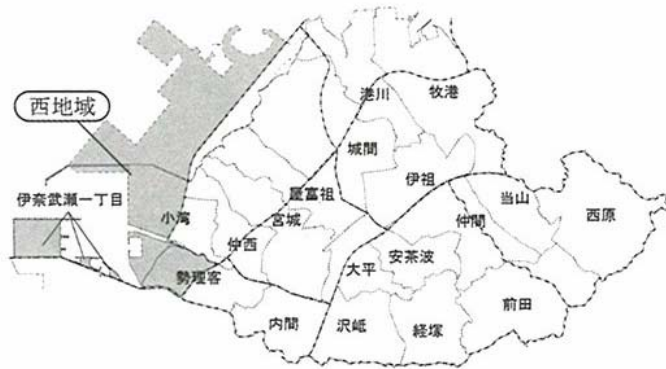 西地域
伊奈武瀬一丁目
小湾
勢理客
港川
牧港
城間
屋富祖
伊祖
宮城
仲西
当山
仲間
西原
大平
安茶波
内間
沢岻
経塚
前田